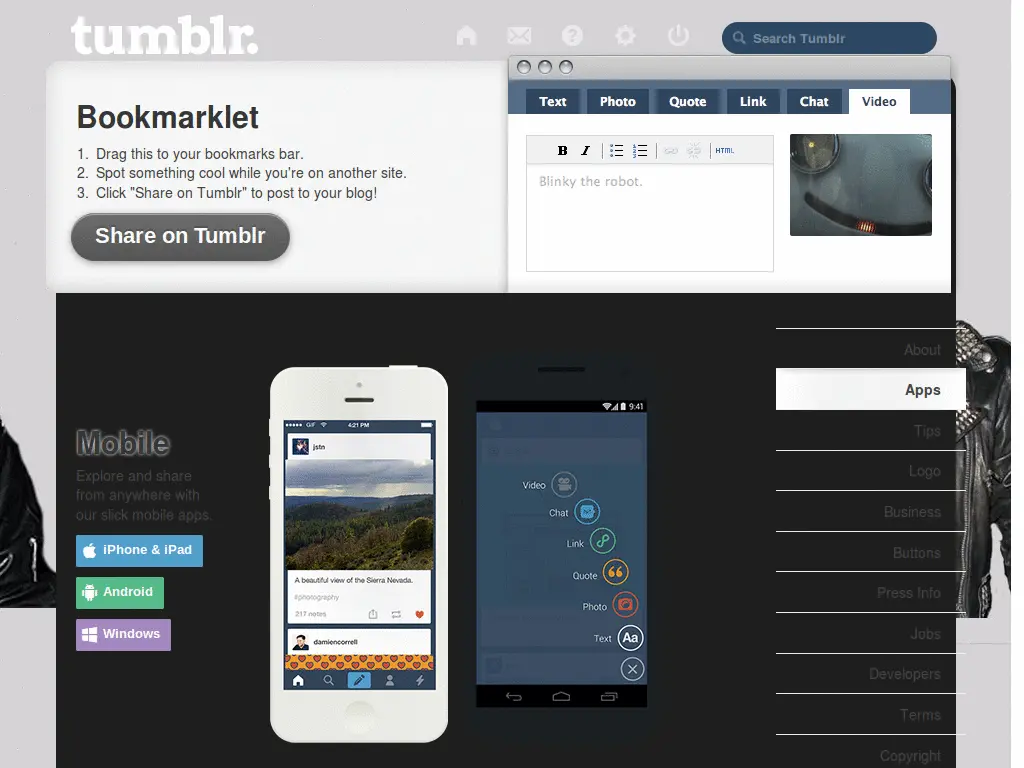 tumblr.
Search Tumblr
Bookmarklet
1. Drag this to your bookmarks bar.
2. Spot something cool while you're on another site.
3. Click "Share on Tumblr" to post to your blog!
Share on Tumblr
Text Photo Quote Link Chat Video
B I HTML
Blinky the robot.
Mobile
Explore and share
from anywhere with
our slick mobile apps.
iPhone & iPad
Android
Windows
GIF 4:21 PM
jstn
A beautiful view of the Sierra Nevada.
#photography
217 notes
damiencorrell
9:41
Video
Chat
Link
Quote
Photo
Text Aa
About
Apps
Tips
Logo
Business
Buttons
Press Info
Jobs
Developers
Terms
Copyright